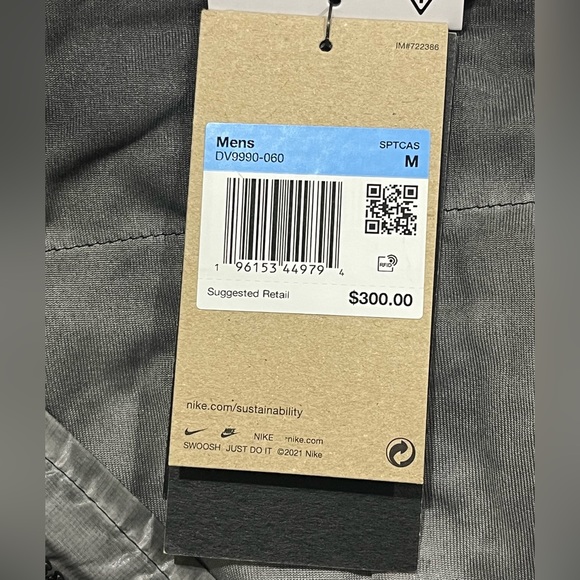 IM#722386
Mens SPTCAS
DV9990-060 M
1 96153 44979 4
RFID
Suggested Retail $300.00
nike.com/sustainability
NIKE nike.com
SWOOSH JUST DO IT ©2021 Nike